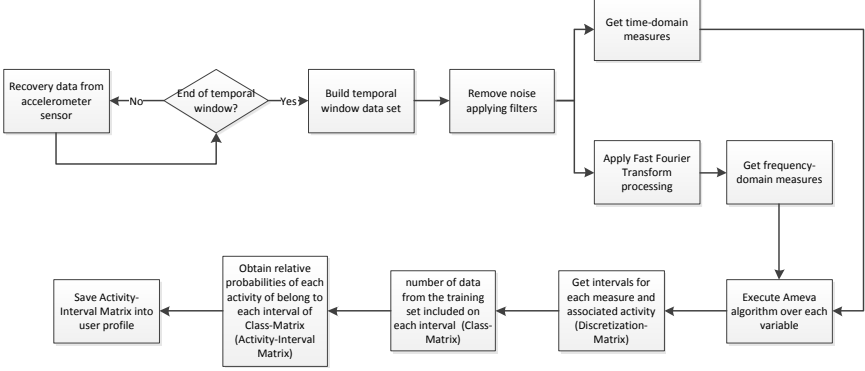 Get time-domain
measures
Recovery data from
accelerometer
sensor
No
End of temporal
window?
Yes
Build temporal
window data set
Remove noise
applying filters
Apply Fast Fourier
Transform
processing
Get frequency-
domain measures
Save Activity-
Interval Matrix into
user profile
Obtain relative
probabilities of each
activity of belong to
each interval of
Class-Matrix
(Activity-Interval
Matrix)
number of data
from the training
set included on
each interval (Class-
Matrix)
Get intervals for
each measure and
associated activity
(Discretization-
Matrix)
Execute Ameva
algorithm over each
variable